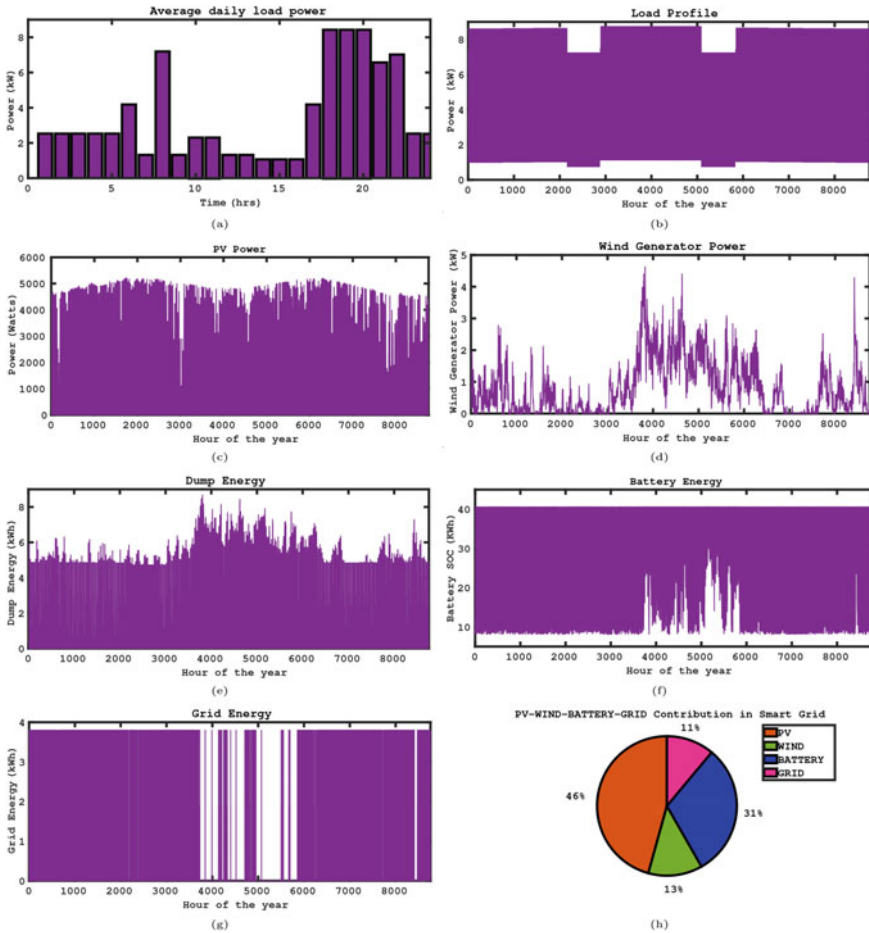 Average daily load power
8
6
4
2
0
Power (kW)
0 5 10 15 20
Time (hrs)
(a)
Load Profile
8
6
4
2
0
Power (kW)
0 1000 2000 3000 4000 5000 6000 7000 8000
Hour of the year
(b)
PV Power
6000
5000
4000
3000
2000
1000
0
Power (Watts)
0 1000 2000 3000 4000 5000 6000 7000 8000
Hour of the year
(c)
Wind Generator Power
5
4
3
2
1
0
Wind Generator Power (kW)
0 1000 2000 3000 4000 5000 6000 7000 8000
Hour of the year
(d)
Dump Energy
8
6
4
2
0
Dump Energy (kWh)
0 1000 2000 3000 4000 5000 6000 7000 8000
Hour of the year
(e)
Battery Energy
40
30
20
10
Battery SOC (KWh)
0 1000 2000 3000 4000 5000 6000 7000 8000
Hour of the year
(f)
Grid Energy
4
3
2
1
0
Grid Energy (kWh)
0 1000 2000 3000 4000 5000 6000 7000 8000
Hour of the year
(g)
PV-WIND-BATTERY-GRID Contribution in Smart Grid
11%
PV
WIND
BATTERY
GRID
46%
31%
13%
(h)